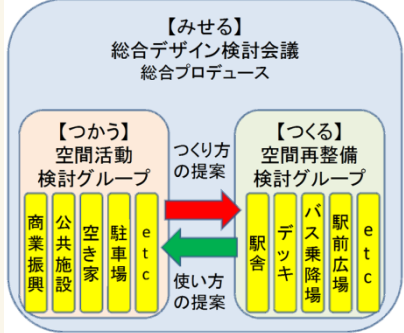 【みせる】
総合デザイン検討会議
総合プロデュース
【つかう】
空間活動
検討グループ
商業振興
公共施設
空き家
駐車場
etc
つくり方
の提案
使い方
の提案
【つくる】
空間再整備
検討グループ
駅舎
デッキ
バス乗降場
駅前広場
etc